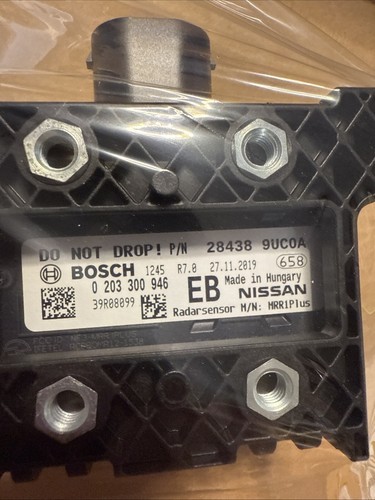 DO NOT DROP! P/N 28438 9UC0A
BOSCH 1245 R7.0 27.11.2019 658
0 203 300 946 EB Made in Hungary
39R08099 NISSAN
Radarsensor M/N: MRR1Plus